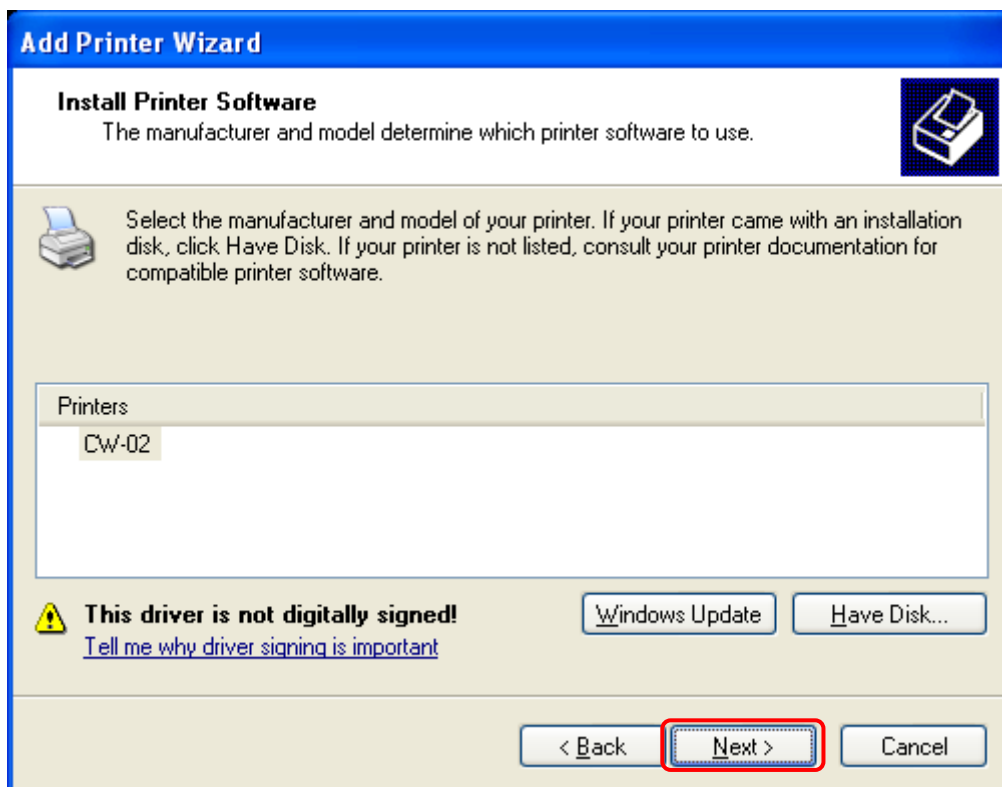 Add Printer Wizard
Install Printer Software
The manufacturer and model determine which printer software to use.
Select the manufacturer and model of your printer. If your printer came with an installation
disk, click Have Disk. If your printer is not listed, consult your printer documentation for
compatible printer software.
Printers
CW-02
This driver is not digitally signed!
Tell me why driver signing is important
Windows Update
Have Disk...
< Back
Next >
Cancel